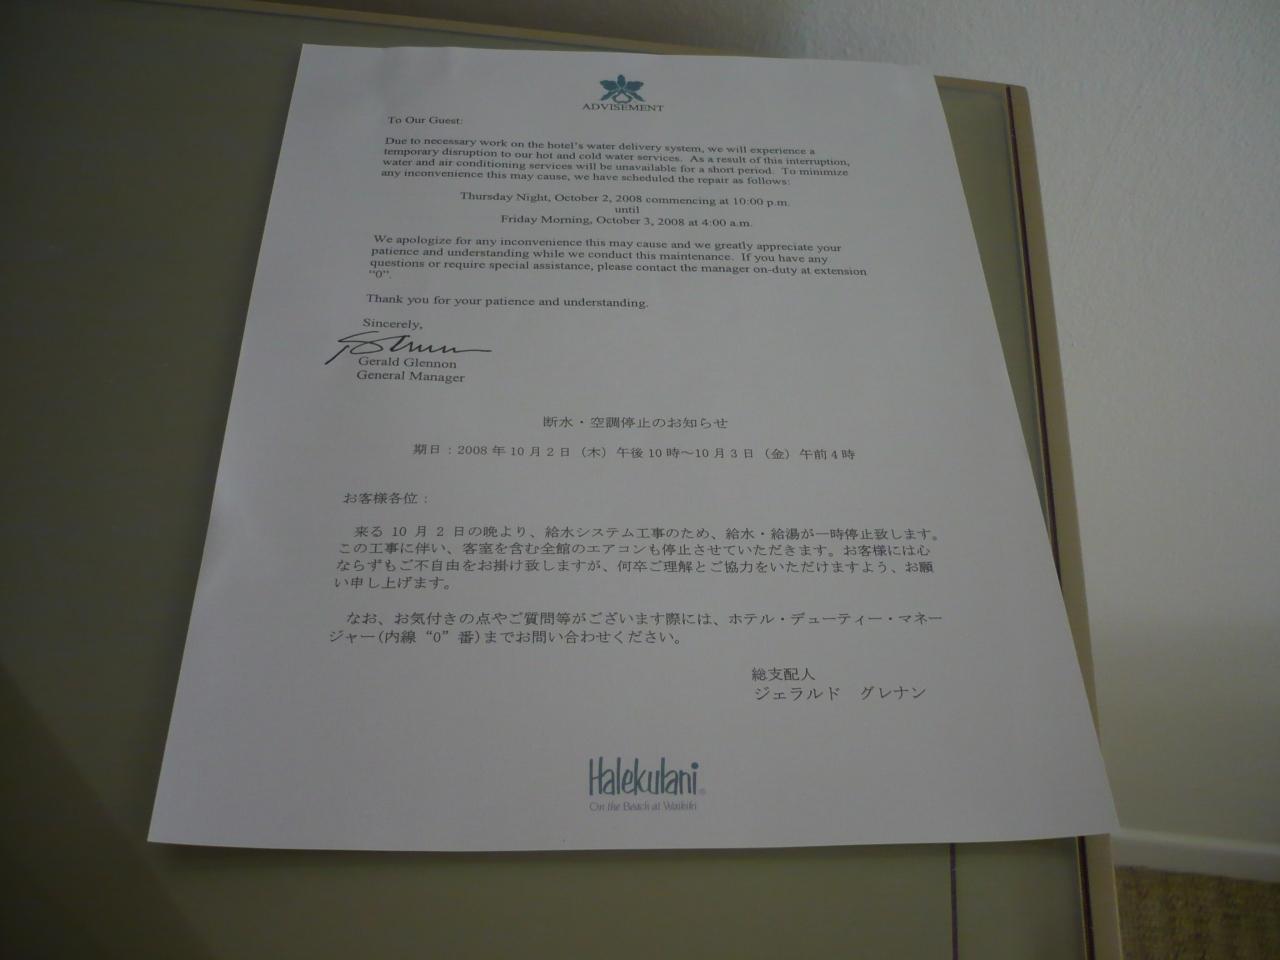 ADVISEMENT
To Our Guest:
Due to necessary work on the hotel's water delivery system, we will experience a
temporary disruption to our hot and cold water services.  As a result of this interruption,
water and air conditioning services will be unavailable for a short period.  To minimize
any inconvenience this may cause, we have scheduled the repair as follows:
Thursday Night, October 2, 2008 commencing at 10:00 p.m.
until
Friday Morning, October 3, 2008 at 4:00 a.m.
We apologize for any inconvenience this may cause and we greatly appreciate your
patience and understanding while we conduct this maintenance.  If you have any
questions or require special assistance, please contact the manager on-duty at extension
"0".
Thank you for your patience and understanding.
Sincerely,
Gerald Glennon
General Manager
断水・空調停止のお知らせ
期日：2008 年 10 月 2 日（木）午後 10 時～10 月 3 日（金）午前 4 時
お客様各位：
来る 10 月 2 日の晩より、給水システム工事のため、給水・給湯が一時停止致します。
この工事に伴い、客室を含む全館のエアコンも停止させていただきます。お客様には心
ならずもご不自由をお掛け致しますが、何卒ご理解とご協力をいただけますよう、お願
い申し上げます。
なお、お気付きの点やご質問等がございます際には、ホテル・デューティー・マネー
ジャー(内線 "0" 番)までお問い合わせください。
総支配人
ジェラルド　グレナン
Halekulani®
On the Beach at Waikiki